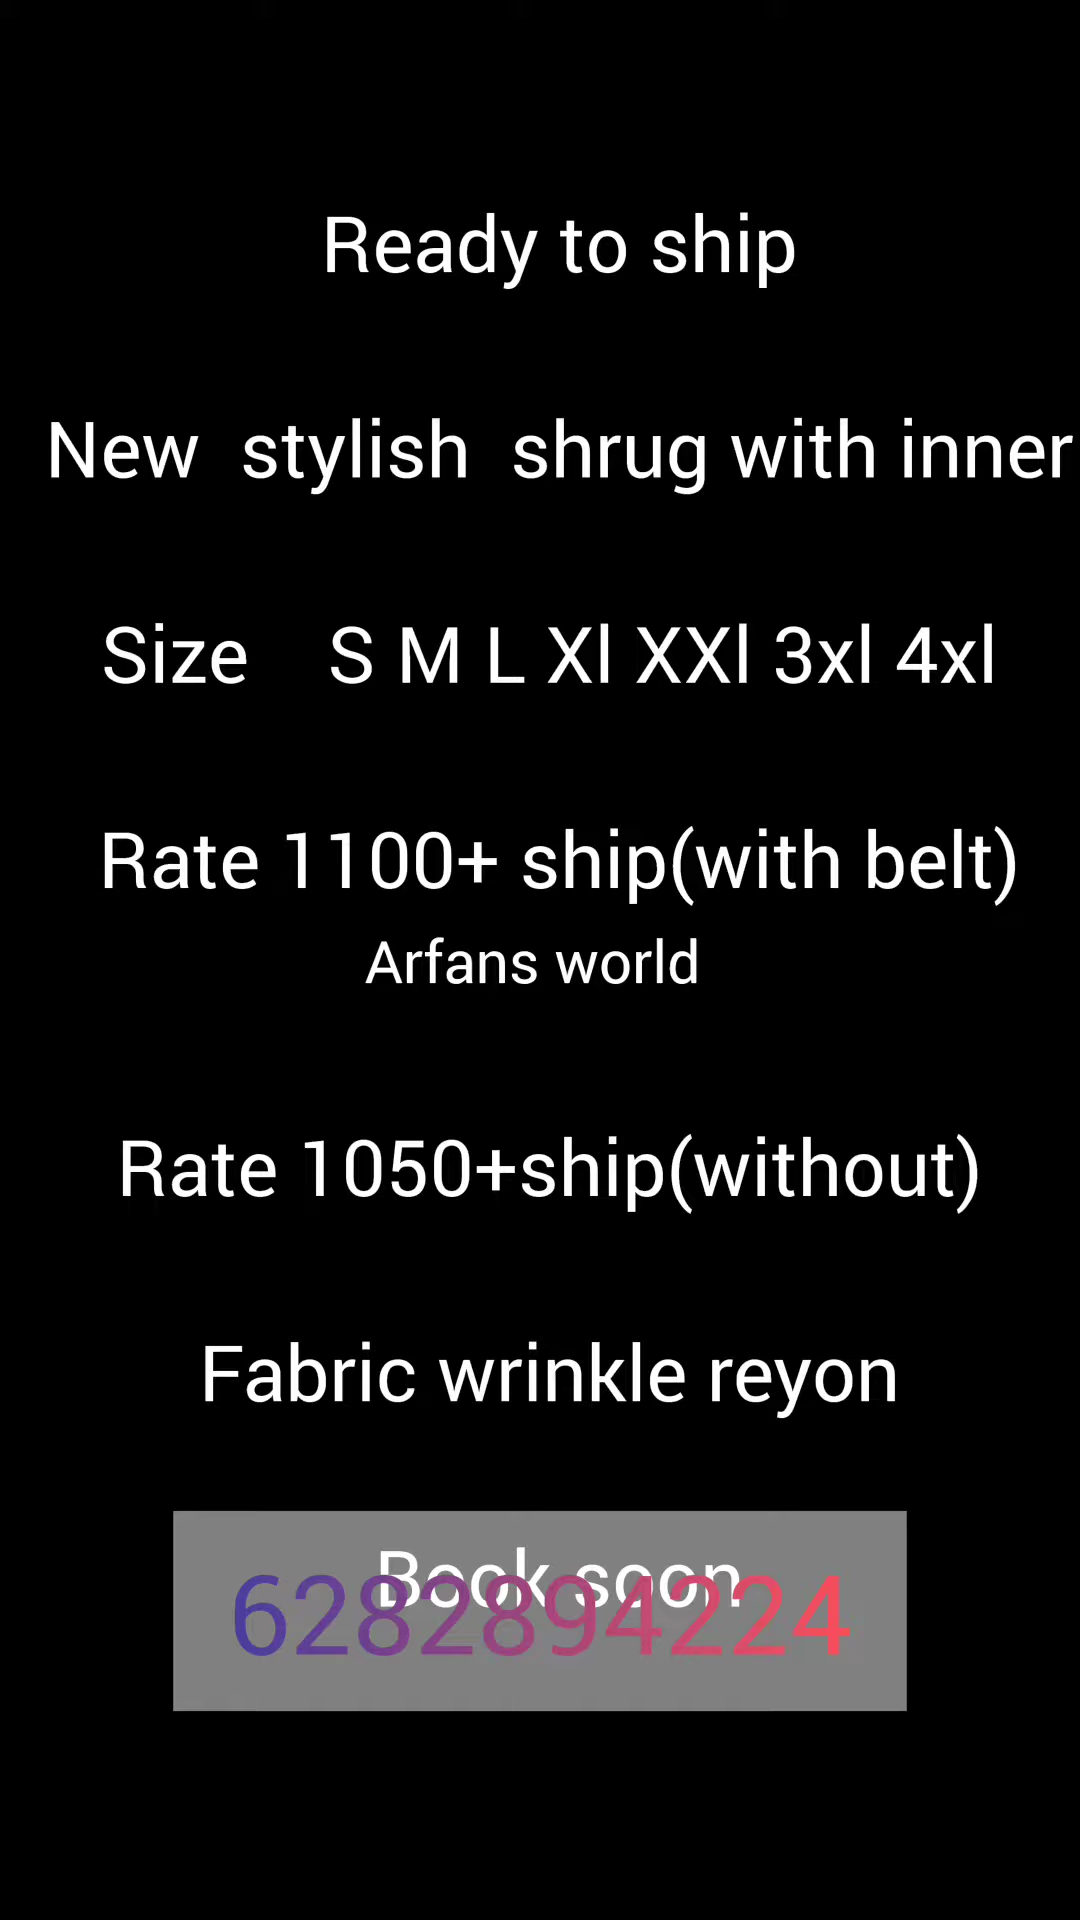 Ready to ship
New stylish shrug with inner
Size S M L Xl XXl 3xl 4xl
Rate 1100+ ship(with belt)
Arfans world
Rate 1050+ship(without)
Fabric wrinkle reyon
Book soon
6282894224